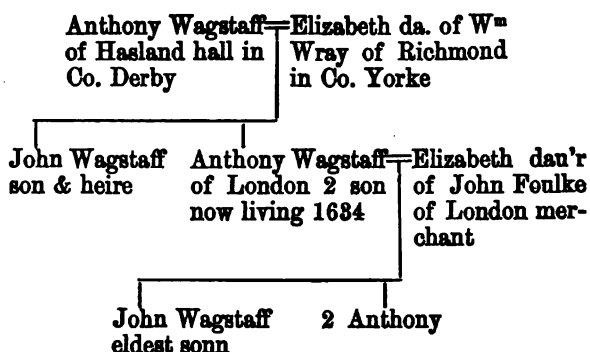 Anthony Wagstaff=Elizabeth da. of Wm
of Hasland hall in Wray of Richmond
Co. Derby in Co. Yorke
John Wagstaff Anthony Wagstaff=Elizabeth dau'r
son & heire of London 2 son of John Foulke
now living 1634 of London mer-
chant
John Wagstaff 2 Anthony
eldest sonn